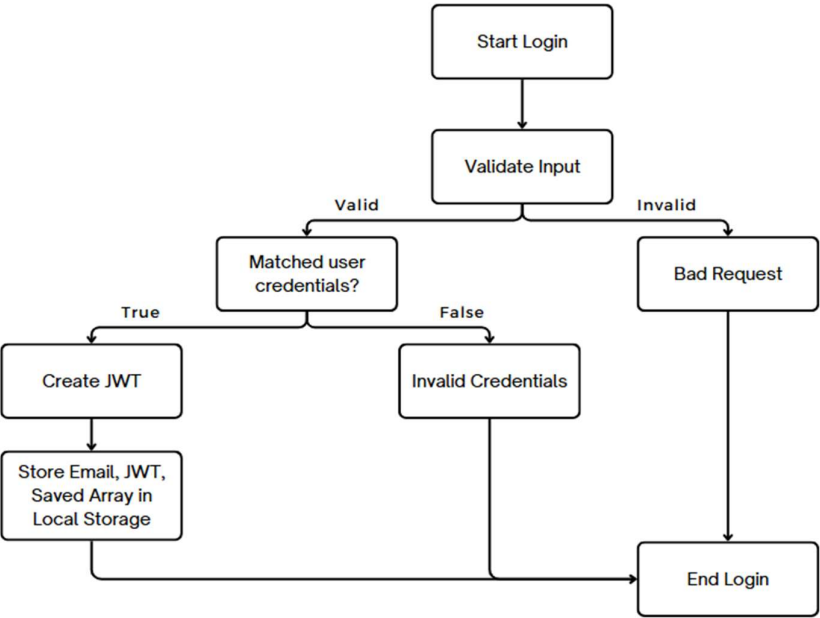 Start Login
Validate Input
Valid
Invalid
Matched user
credentials?
Bad Request
True
False
Create JWT
Invalid Credentials
Store Email, JWT,
Saved Array in
Local Storage
End Login